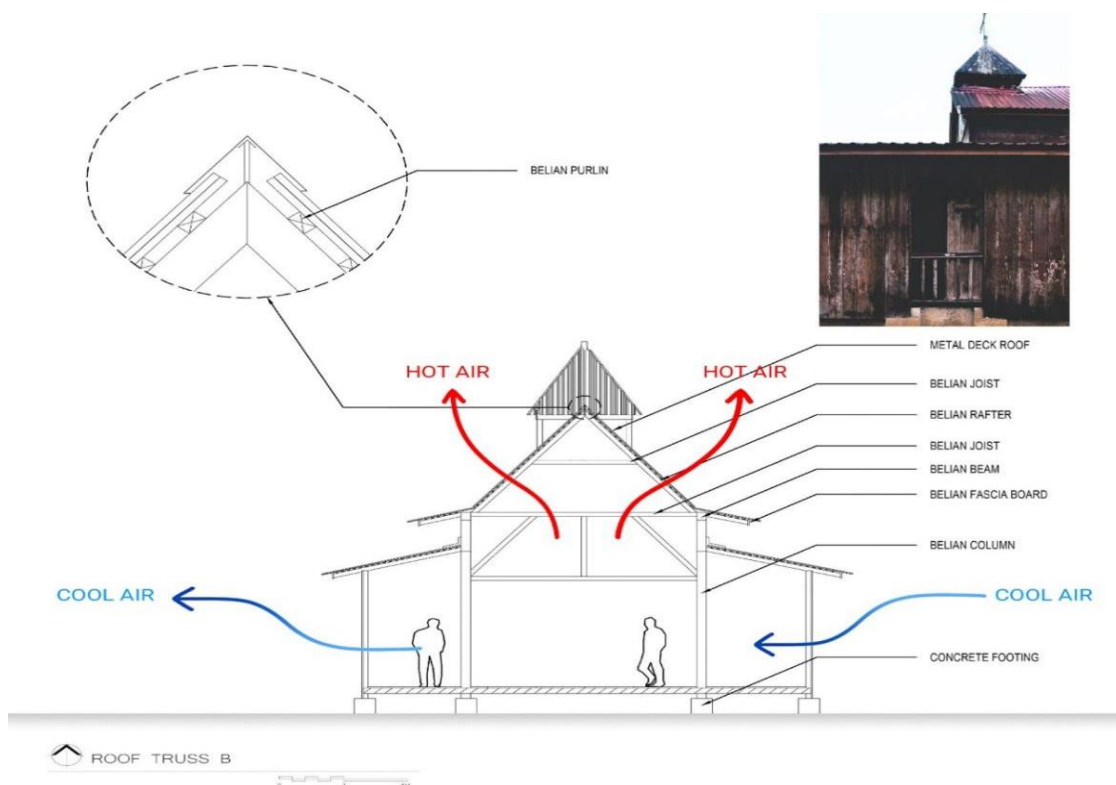 BELIAN PURLIN
METAL DECK ROOF
HOT AIR
HOT AIR
BELIAN JOIST
BELIAN RAFTER
BELIAN JOIST
BELIAN BEAM
BELIAN FASCIA BOARD
BELIAN COLUMN
COOL AIR
COOL AIR
CONCRETE FOOTING
ROOF TRUSS B